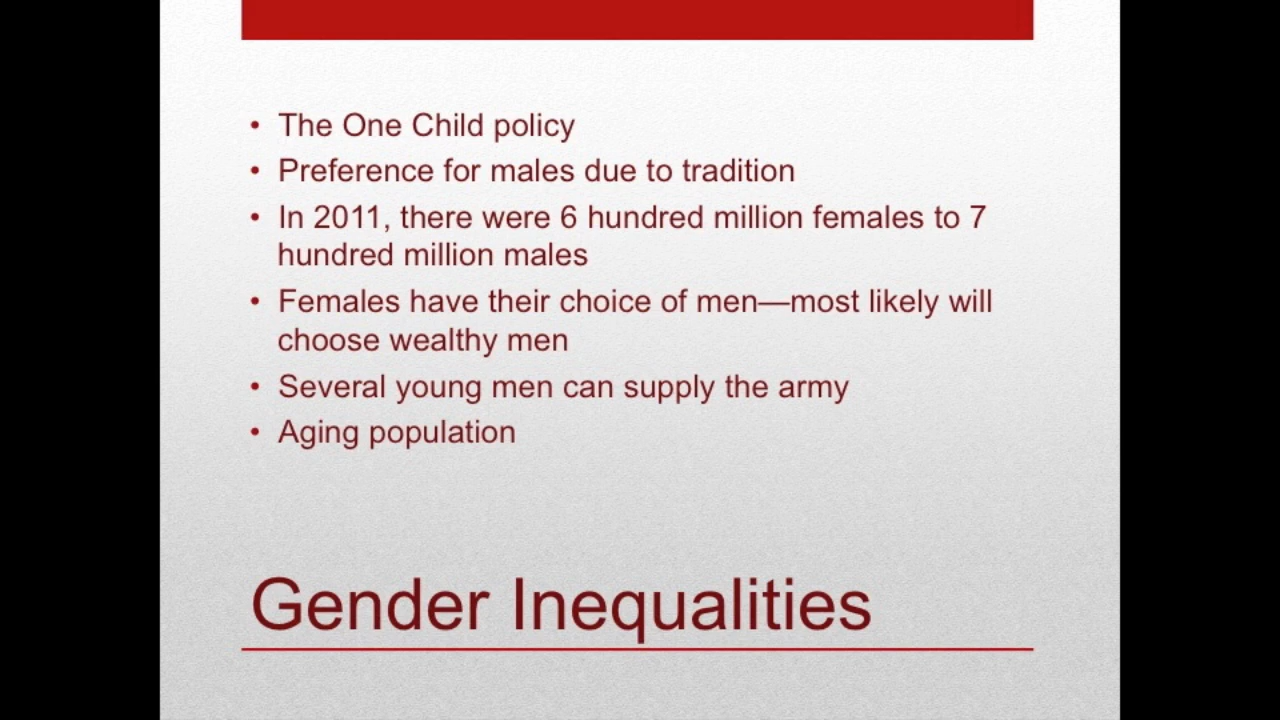 • The One Child policy
• Preference for males due to tradition
• In 2011, there were 6 hundred million females to 7
hundred million males
• Females have their choice of men—most likely will
choose wealthy men
• Several young men can supply the army
• Aging population
Gender Inequalities